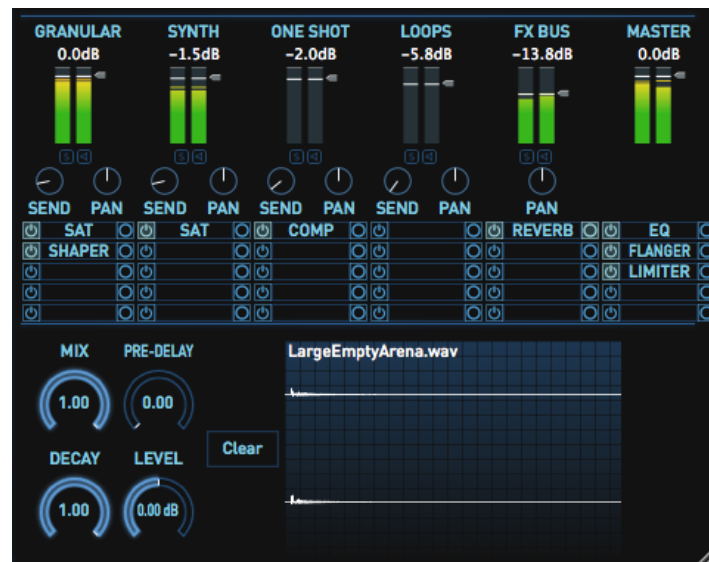 GRANULAR SYNTH ONE SHOT LOOPS FX BUS MASTER
0.0dB -1.5dB -2.0dB -5.8dB -13.8dB 0.0dB
S S S S S
SEND PAN SEND PAN SEND PAN SEND PAN PAN
SAT SAT COMP REVERB EQ
SHAPER FLANGER
LIMITER
MIX PRE-DELAY LargeEmptyArena.wav
1.00 0.00
Clear
DECAY LEVEL
1.00 0.00 dB